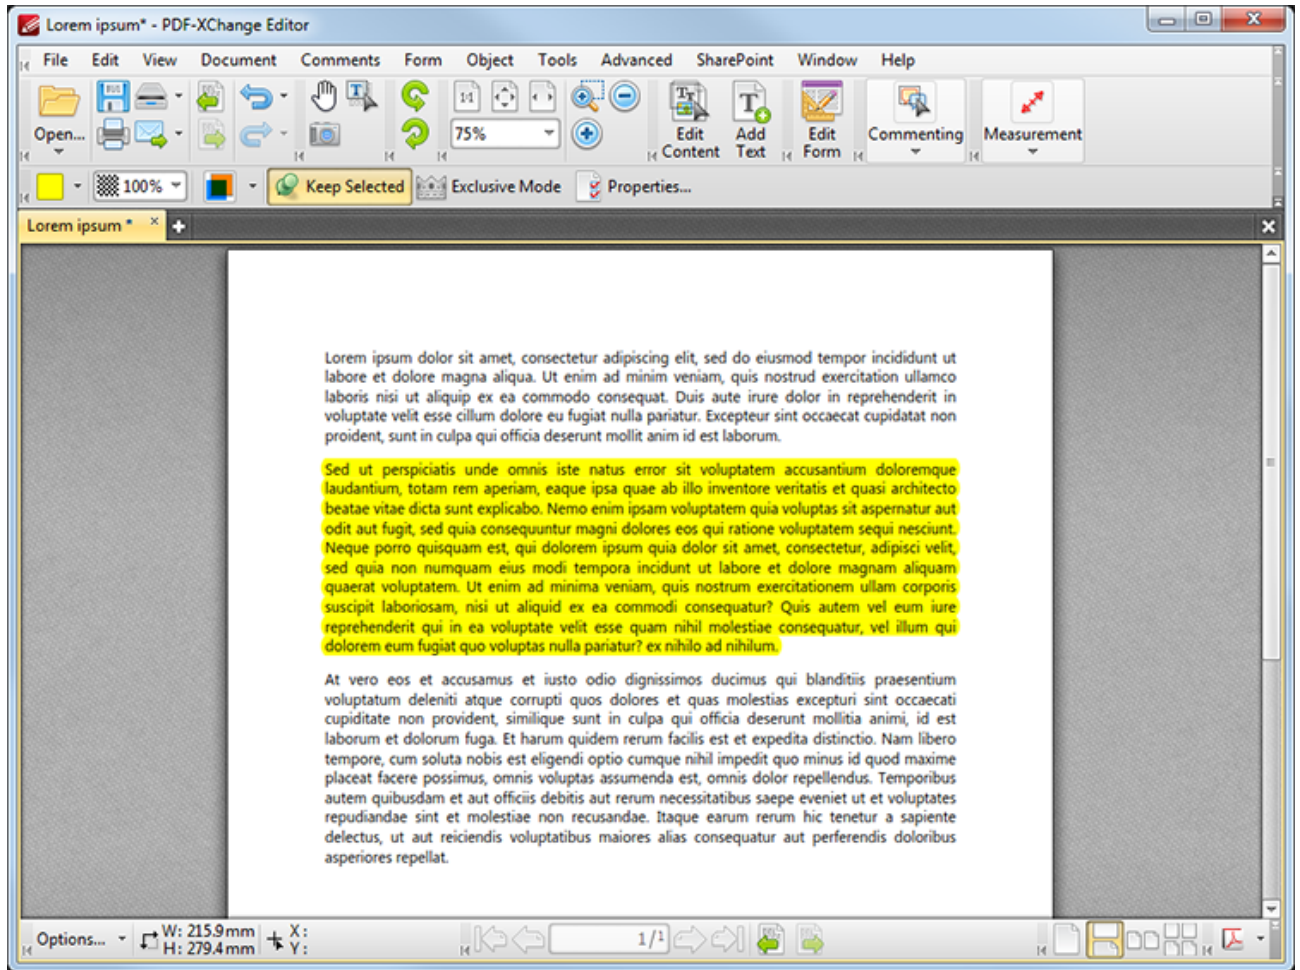 Lorem ipsum* - PDF-XChange Editor
File Edit View Document Comments Form Object Tools Advanced SharePoint Window Help
Open...
75%
Edit Content
Add Text
Edit Form
Commenting
Measurement
100% Keep Selected Exclusive Mode Properties...
Lorem ipsum *
Lorem ipsum dolor sit amet, consectetur adipiscing elit, sed do eiusmod tempor incididunt ut
labore et dolore magna aliqua. Ut enim ad minim veniam, quis nostrud exercitation ullamco
laboris nisi ut aliquip ex ea commodo consequat. Duis aute irure dolor in reprehenderit in
voluptate velit esse cillum dolore eu fugiat nulla pariatur. Excepteur sint occaecat cupidatat non
proident, sunt in culpa qui officia deserunt mollit anim id est laborum.
Sed ut perspiciatis unde omnis iste natus error sit voluptatem accusantium doloremque
laudantium, totam rem aperiam, eaque ipsa quae ab illo inventore veritatis et quasi architecto
beatae vitae dicta sunt explicabo. Nemo enim ipsam voluptatem quia voluptas sit aspernatur aut
odit aut fugit, sed quia consequuntur magni dolores eos qui ratione voluptatem sequi nesciunt.
Neque porro quisquam est, qui dolorem ipsum quia dolor sit amet, consectetur, adipisci velit,
sed quia non numquam eius modi tempora incidunt ut labore et dolore magnam aliquam
quaerat voluptatem. Ut enim ad minima veniam, quis nostrum exercitationem ullam corporis
suscipit laboriosam, nisi ut aliquid ex ea commodi consequatur? Quis autem vel eum iure
reprehenderit qui in ea voluptate velit esse quam nihil molestiae consequatur, vel illum qui
dolorem eum fugiat quo voluptas nulla pariatur? ex nihilo ad nihilum.
At vero eos et accusamus et iusto odio dignissimos ducimus qui blanditiis praesentium
voluptatum deleniti atque corrupti quos dolores et quas molestias excepturi sint occaecati
cupiditate non provident, similique sunt in culpa qui officia deserunt mollitia animi, id est
laborum et dolorum fuga. Et harum quidem rerum facilis est et expedita distinctio. Nam libero
tempore, cum soluta nobis est eligendi optio cumque nihil impedit quo minus id quod maxime
placeat facere possimus, omnis voluptas assumenda est, omnis dolor repellendus. Temporibus
autem quibusdam et aut officiis debitis aut rerum necessitatibus saepe eveniet ut et voluptates
repudiandae sint et molestiae non recusandae. Itaque earum rerum hic tenetur a sapiente
delectus, ut aut reiciendis voluptatibus maiores alias consequatur aut perferendis doloribus
asperiores repellat.
Options...
W: 215.9mm X:
H: 279.4mm Y:
1/1